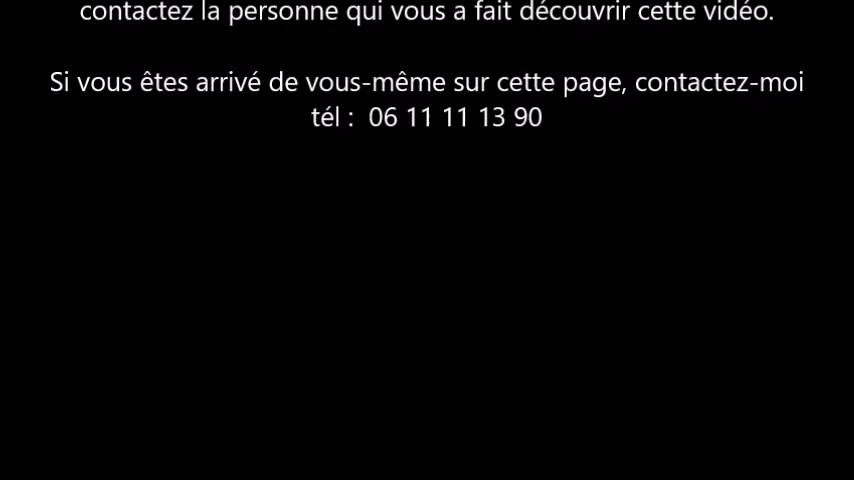 contactez la personne qui vous a fait découvrir cette vidéo.
Si vous êtes arrivé de vous-même sur cette page, contactez-moi
tél :  06 11 11 13 90